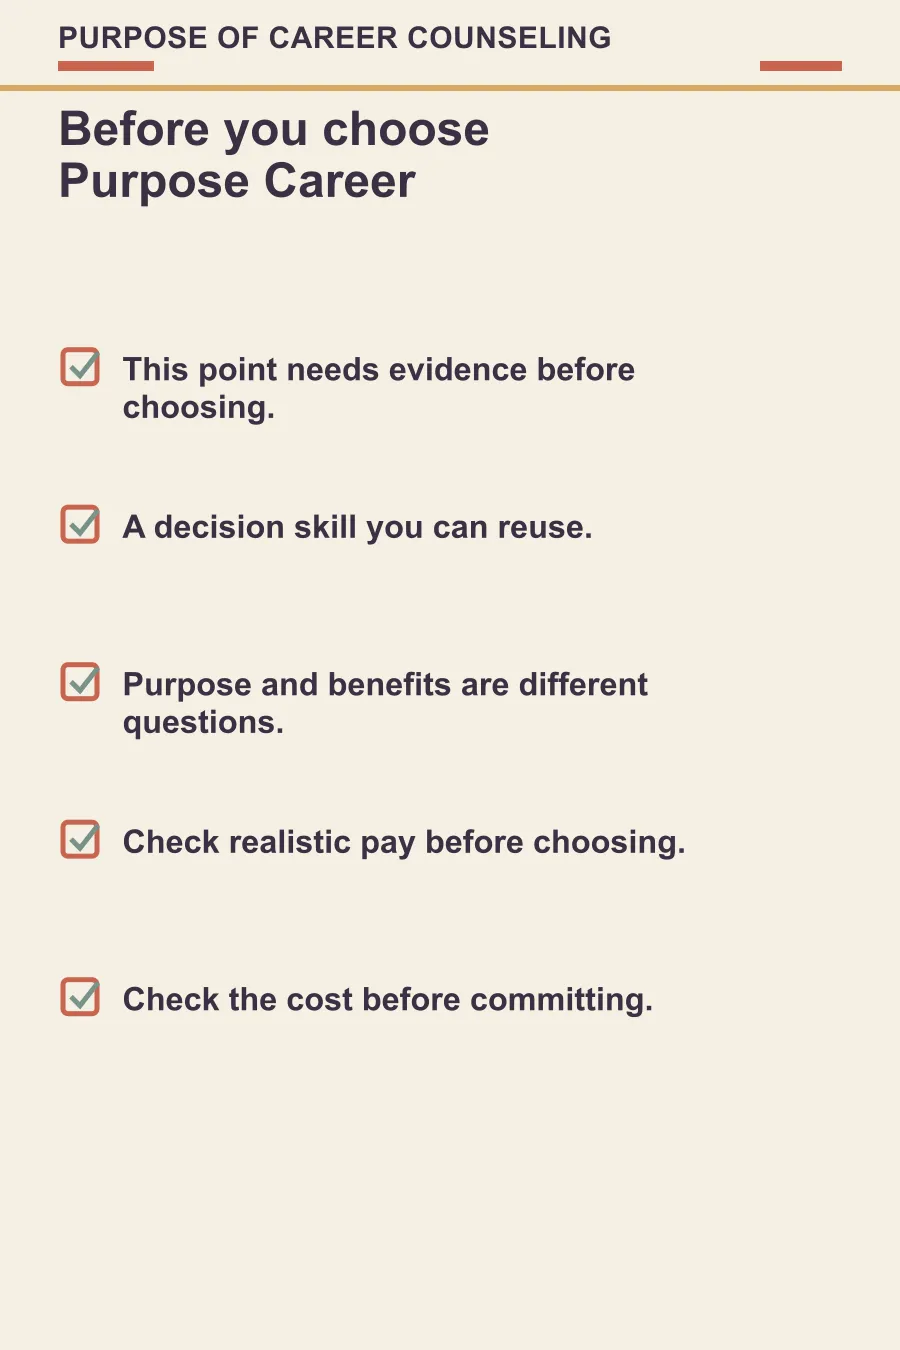 PURPOSE OF CAREER COUNSELING
Before you choose
Purpose Career
This point needs evidence before
choosing.
A decision skill you can reuse.
Purpose and benefits are different
questions.
Check realistic pay before choosing.
Check the cost before committing.